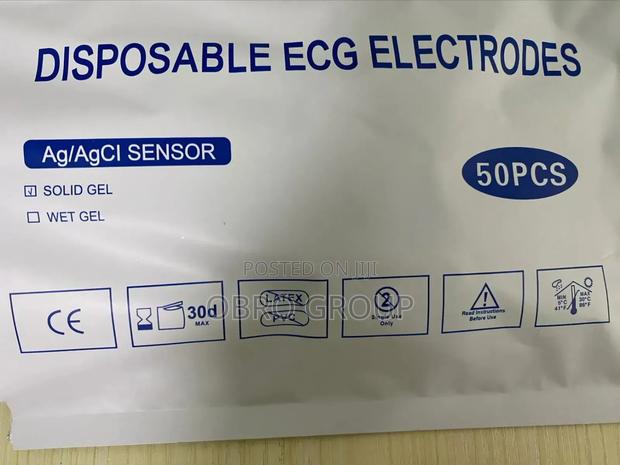 DISPOSABLE ECG ELECTRODES
Ag/AgCl SENSOR
50PCS
☑ SOLID GEL
☐ WET GEL
POSTED ON JIJI
OBRO GROUP
CE
30d
MAX
LATEX
PVC
2
Single Use
Only
Read Instructions
Before Use
MIN
5°C
41°F
MAX
30°C
86°F